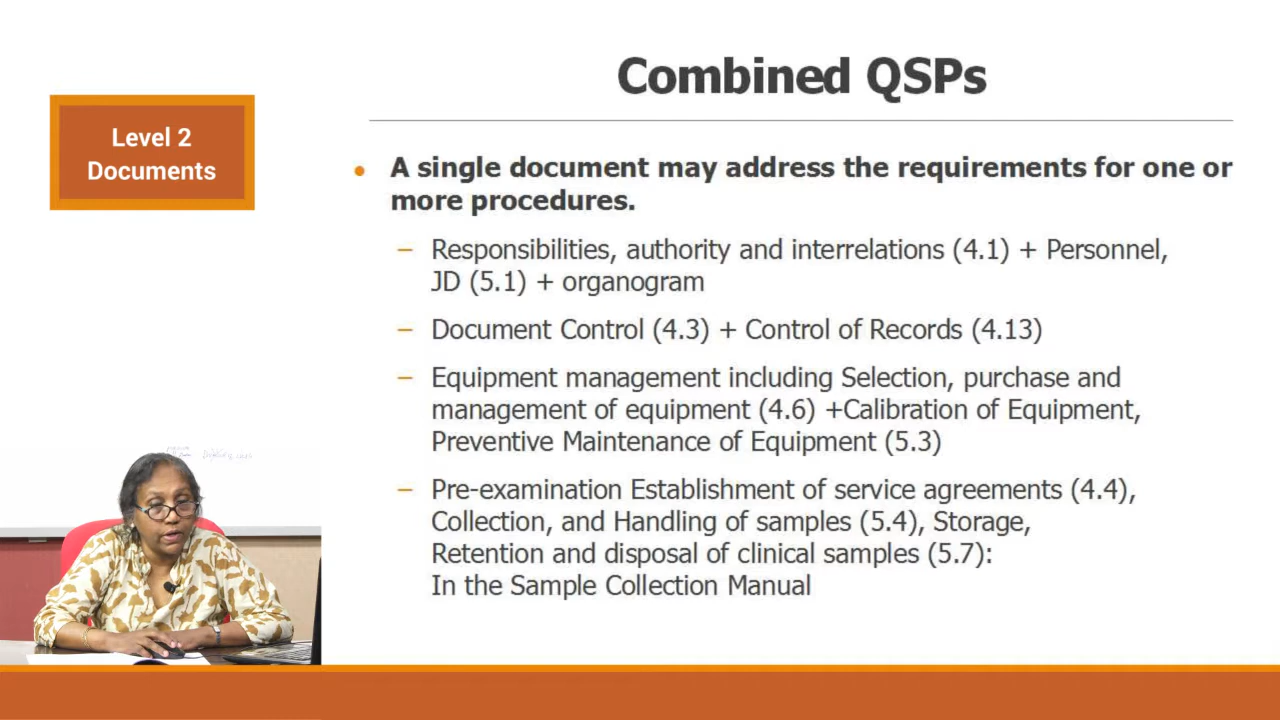 Combined QSPs
Level 2
Documents
• A single document may address the requirements for one or
more procedures.
– Responsibilities, authority and interrelations (4.1) + Personnel,
JD (5.1) + organogram
– Document Control (4.3) + Control of Records (4.13)
– Equipment management including Selection, purchase and
management of equipment (4.6) +Calibration of Equipment,
Preventive Maintenance of Equipment (5.3)
– Pre-examination Establishment of service agreements (4.4),
Collection, and Handling of samples (5.4), Storage,
Retention and disposal of clinical samples (5.7):
In the Sample Collection Manual